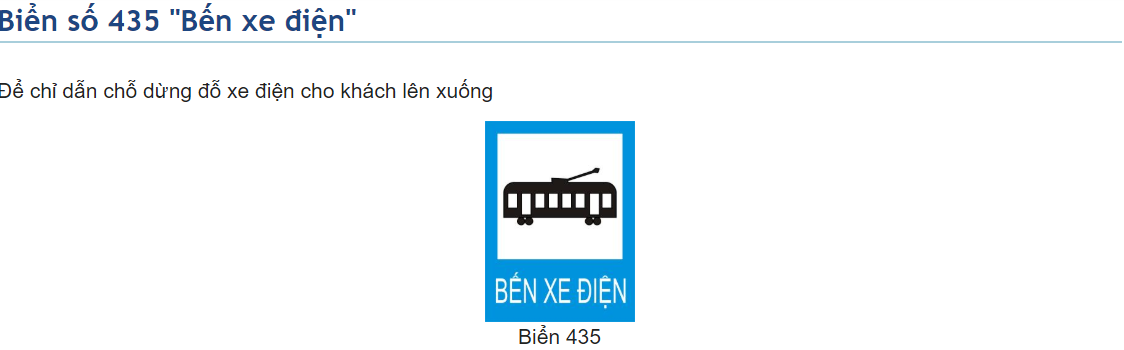 Biển số 435 "Bến xe điện"
Để chỉ dẫn chỗ dừng đỗ xe điện cho khách lên xuống
BẾN XE ĐIỆN
Biển 435